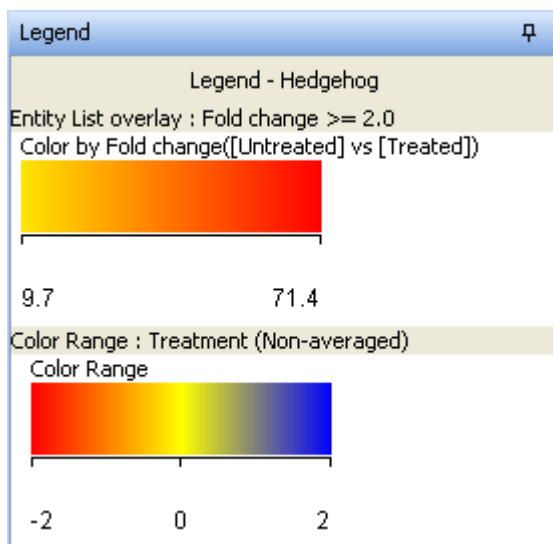 Legend
Legend - Hedgehog
Entity List overlay : Fold change >= 2.0
Color by Fold change([Untreated] vs [Treated])
9.7 71.4
Color Range : Treatment (Non-averaged)
Color Range
-2 0 2